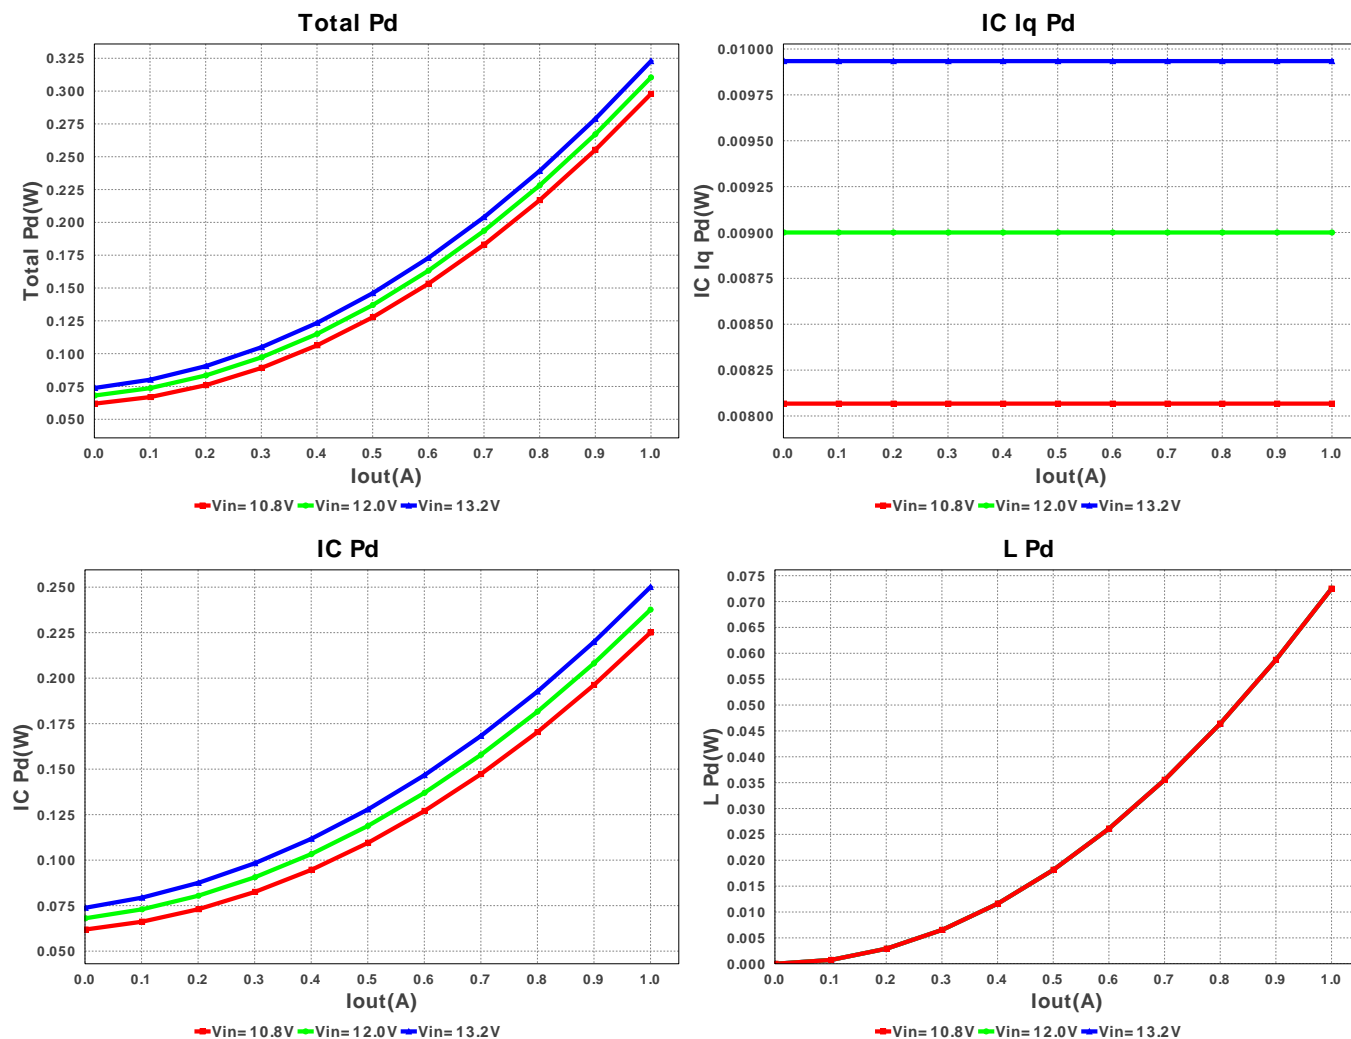 Total Pd
0.325
0.300
0.275
0.250
0.225
0.200
0.175
0.150
0.125
0.100
0.075
0.050
Total Pd(W)
0.0 0.1 0.2 0.3 0.4 0.5 0.6 0.7 0.8 0.9 1.0
Iout(A)
Vin=10.8V Vin=12.0V Vin=13.2V
IC Iq Pd
0.01000
0.00975
0.00950
0.00925
0.00900
0.00875
0.00850
0.00825
0.00800
IC Iq Pd(W)
0.0 0.1 0.2 0.3 0.4 0.5 0.6 0.7 0.8 0.9 1.0
Iout(A)
Vin=10.8V Vin=12.0V Vin=13.2V
IC Pd
0.250
0.225
0.200
0.175
0.150
0.125
0.100
0.075
0.050
IC Pd(W)
0.0 0.1 0.2 0.3 0.4 0.5 0.6 0.7 0.8 0.9 1.0
Iout(A)
Vin=10.8V Vin=12.0V Vin=13.2V
L Pd
0.075
0.070
0.065
0.060
0.055
0.050
0.045
0.040
0.035
0.030
0.025
0.020
0.015
0.010
0.005
0.000
L Pd(W)
0.0 0.1 0.2 0.3 0.4 0.5 0.6 0.7 0.8 0.9 1.0
Iout(A)
Vin=10.8V Vin=12.0V Vin=13.2V